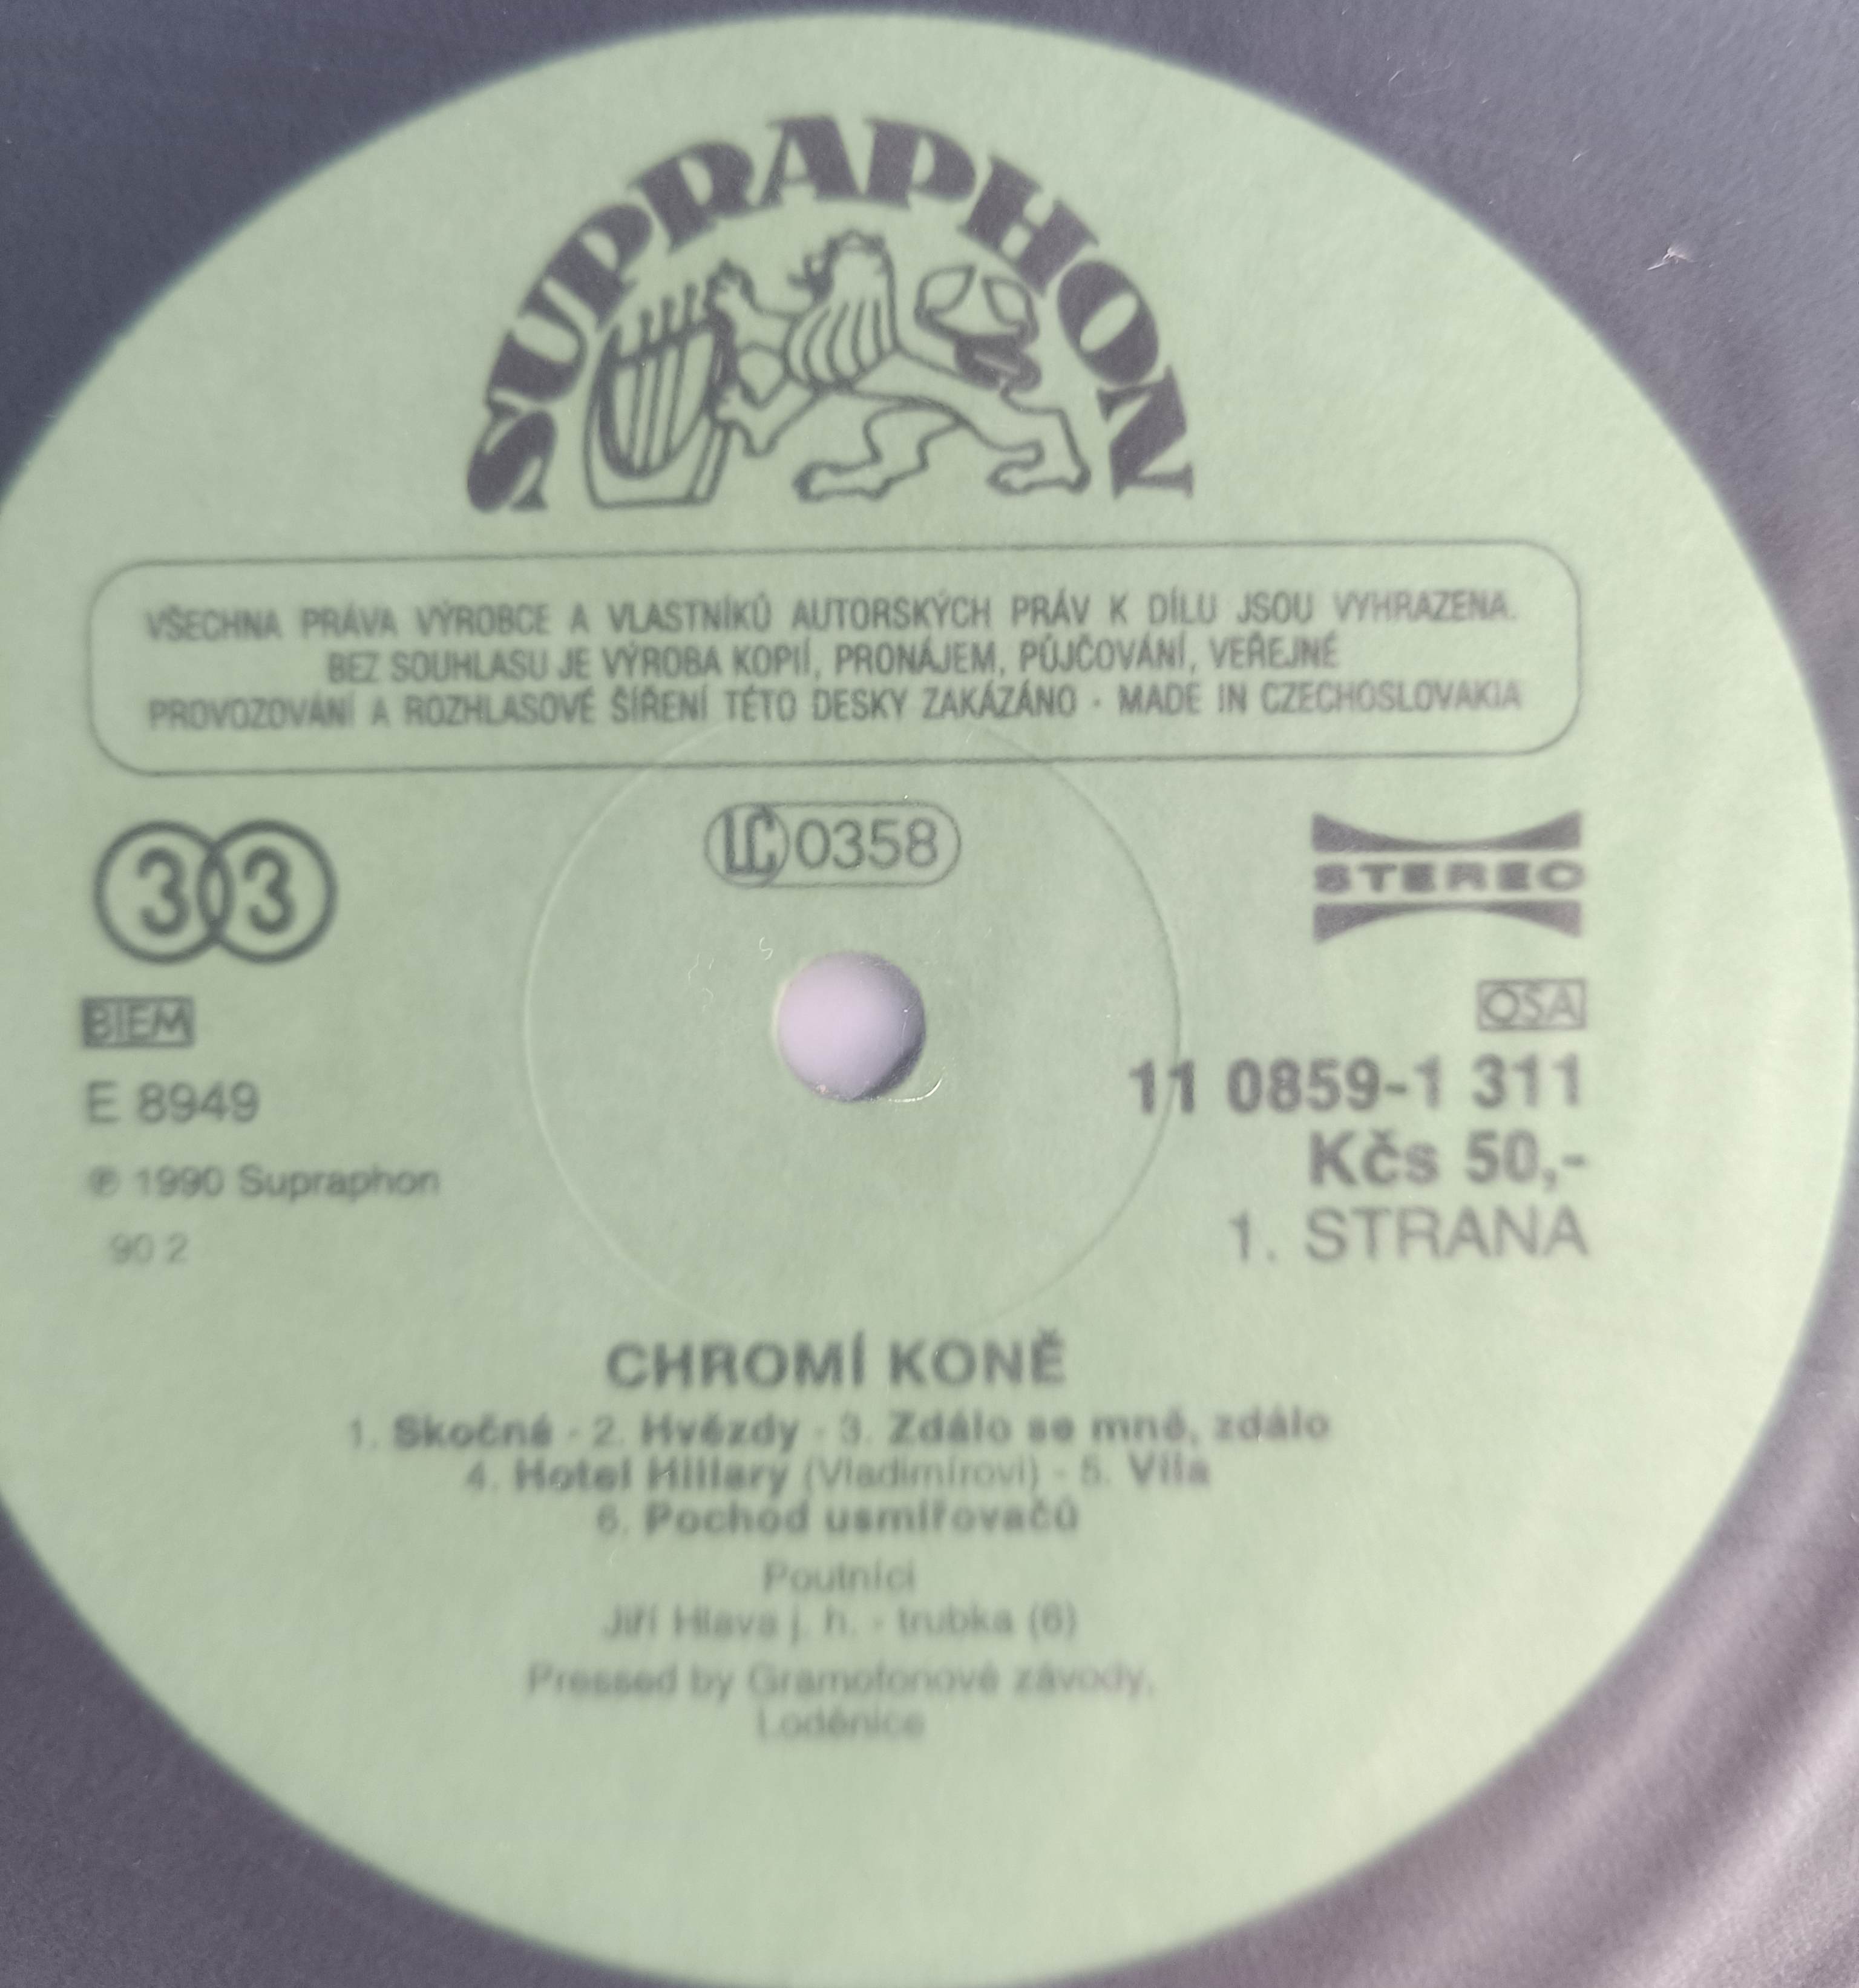 SUPRAPHON
VŠECHNA PRÁVA VÝROBCE A VLASTNÍKŮ AUTORSKÝCH PRÁV K DÍLU JSOU VYHRAZENA.
BEZ SOUHLASU JE VÝROBA KOPIÍ, PRONÁJEM, PŮJČOVÁNÍ, VEŘEJNÉ
PROVOZOVÁNÍ A ROZHLASOVÉ ŠÍŘENÍ TÉTO DESKY ZAKÁZÁNO · MADE IN CZECHOSLOVAKIA
33
LC 0358
STEREO
BIEM
OSA
E 8949
11 0859-1 311
℗ 1990 Supraphon
Kčs 50,-
90 2
1. STRANA
CHROMÍ KONĚ
1. Skočná · 2. Hvězdy · 3. Zdálo se mně, zdálo
4. Hotel Hillary (Vladimírovi) · 5. Víla
6. Pochod usmiřovačů
Poutníci
Jiří Hlava j. h. - trubka (6)
Pressed by Gramofonové závody,
Loděnice